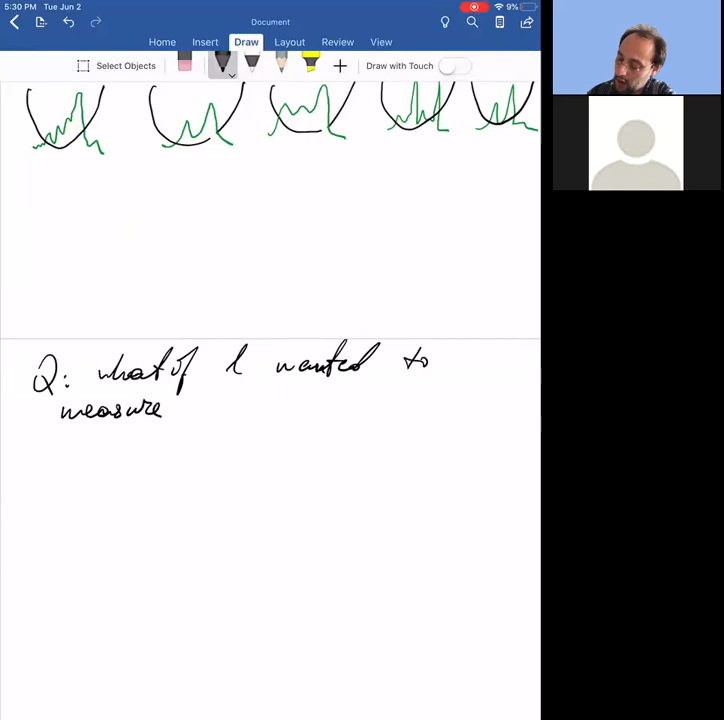 5:30 PM Tue Jun 2
9%
Document
Home Insert Draw Layout Review View
Select Objects
Draw with Touch
Q: what if I wanted to
measure